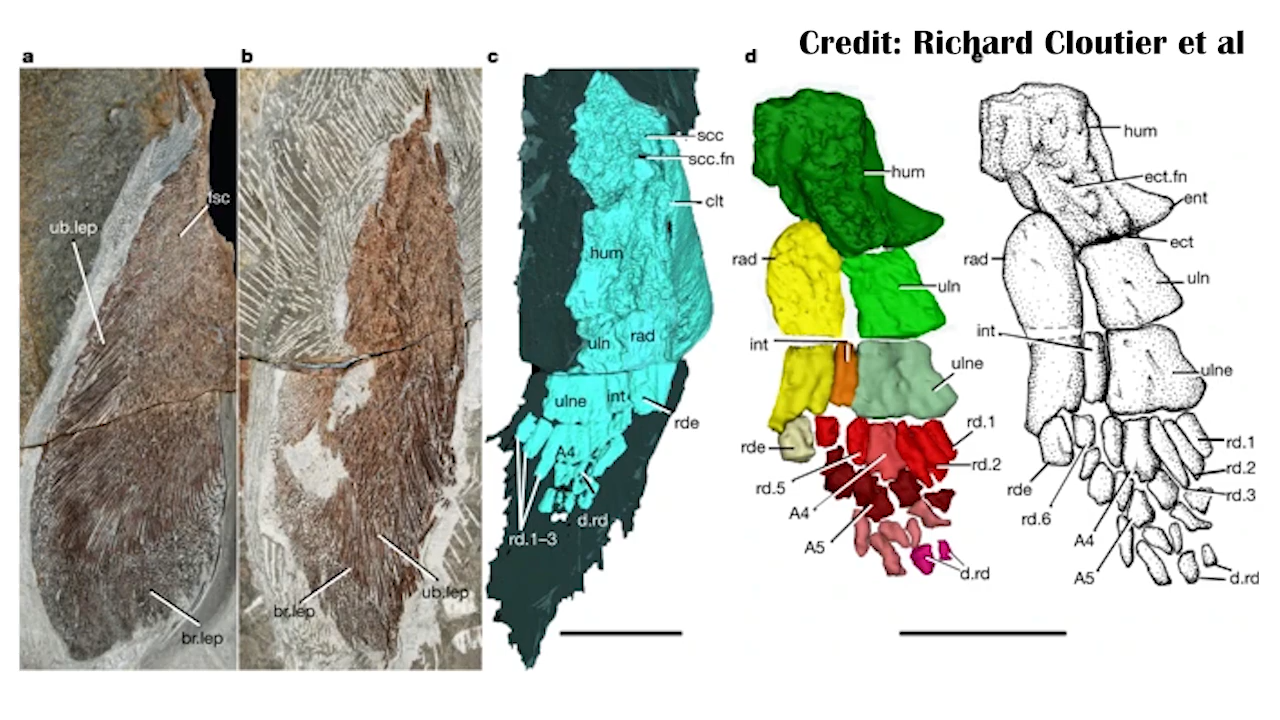 Credit: Richard Cloutier et al
a
b
c
d
e
fsc
ub.lep
br.lep
br.lep
ub.lep
scc
scc.fn
clt
hum
uln
rad
ulne
int
rde
A4
rd.1–3
d.rd
hum
rad
uln
int
ulne
rde
rd.1
rd.2
rd.5
A4
A5
d.rd
hum
ect.fn
ent
ect
rad
uln
int
ulne
rd.1
rd.2
rd.3
rde
rd.6
A4
A5
d.rd